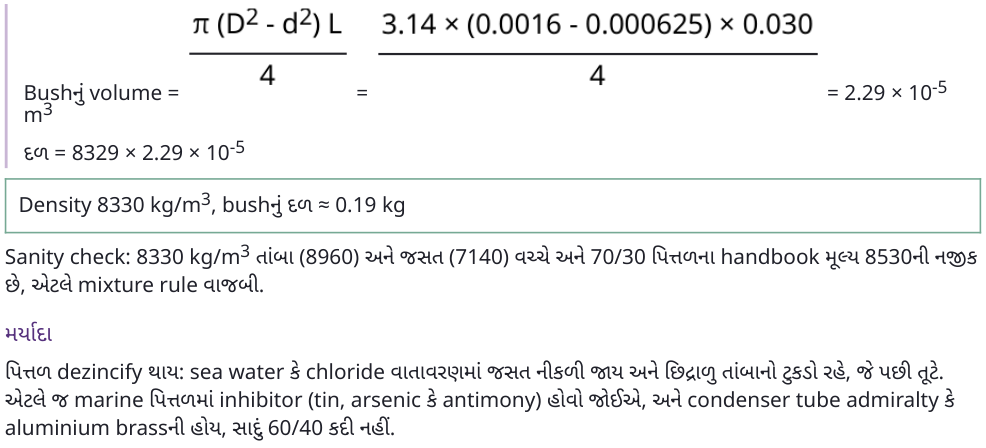 Bushનું volume = π (D² - d²) L / 4 = 3.14 × (0.0016 - 0.000625) × 0.030 / 4 = 2.29 × 10⁻⁵
m³
દળ = 8329 × 2.29 × 10⁻⁵
Density 8330 kg/m³, bushનું દળ ≈ 0.19 kg
Sanity check: 8330 kg/m³ તાંબા (8960) અને જસત (7140) વચ્ચે અને 70/30 પિત્તળના handbook મૂલ્ય 8530ની નજીક
છે, એટલે mixture rule વાજબી.
મર્યાદા
પિત્તળ dezincify થાય: sea water કે chloride વાતાવરણમાં જસત નીકળી જાય અને છિદ્રાળુ તાંબાનો ટુકડો રહે, જે પછી તૂટે.
એટલે જ marine પિત્તળમાં inhibitor (tin, arsenic કે antimony) હોવો જોઈએ, અને condenser tube admiralty કે
aluminium brassની હોય, સાદું 60/40 કદી નહીં.